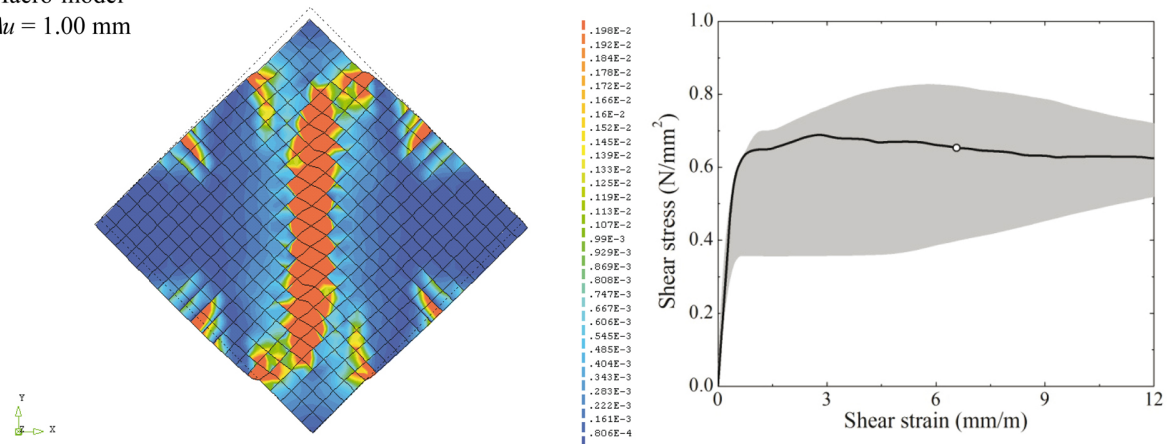 Δu = 1.00 mm
.198E-2
.192E-2
.184E-2
.178E-2
.172E-2
.166E-2
.16E-2
.152E-2
.145E-2
.139E-2
.133E-2
.125E-2
.119E-2
.113E-2
.107E-2
.99E-3
.929E-3
.869E-3
.808E-3
.747E-3
.667E-3
.606E-3
.545E-3
.485E-3
.404E-3
.343E-3
.283E-3
.222E-3
.161E-3
.806E-4
Y
Z X
Shear stress (N/mm²)
1.0
0.8
0.6
0.4
0.2
0.0
0.0 3 6 9 12
Shear strain (mm/m)